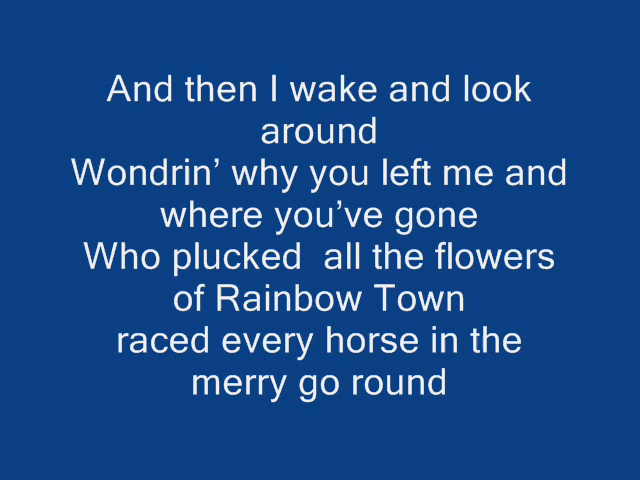 And then I wake and look
around
Wondrin’ why you left me and
where you’ve gone
Who plucked  all the flowers
of Rainbow Town
raced every horse in the
merry go round